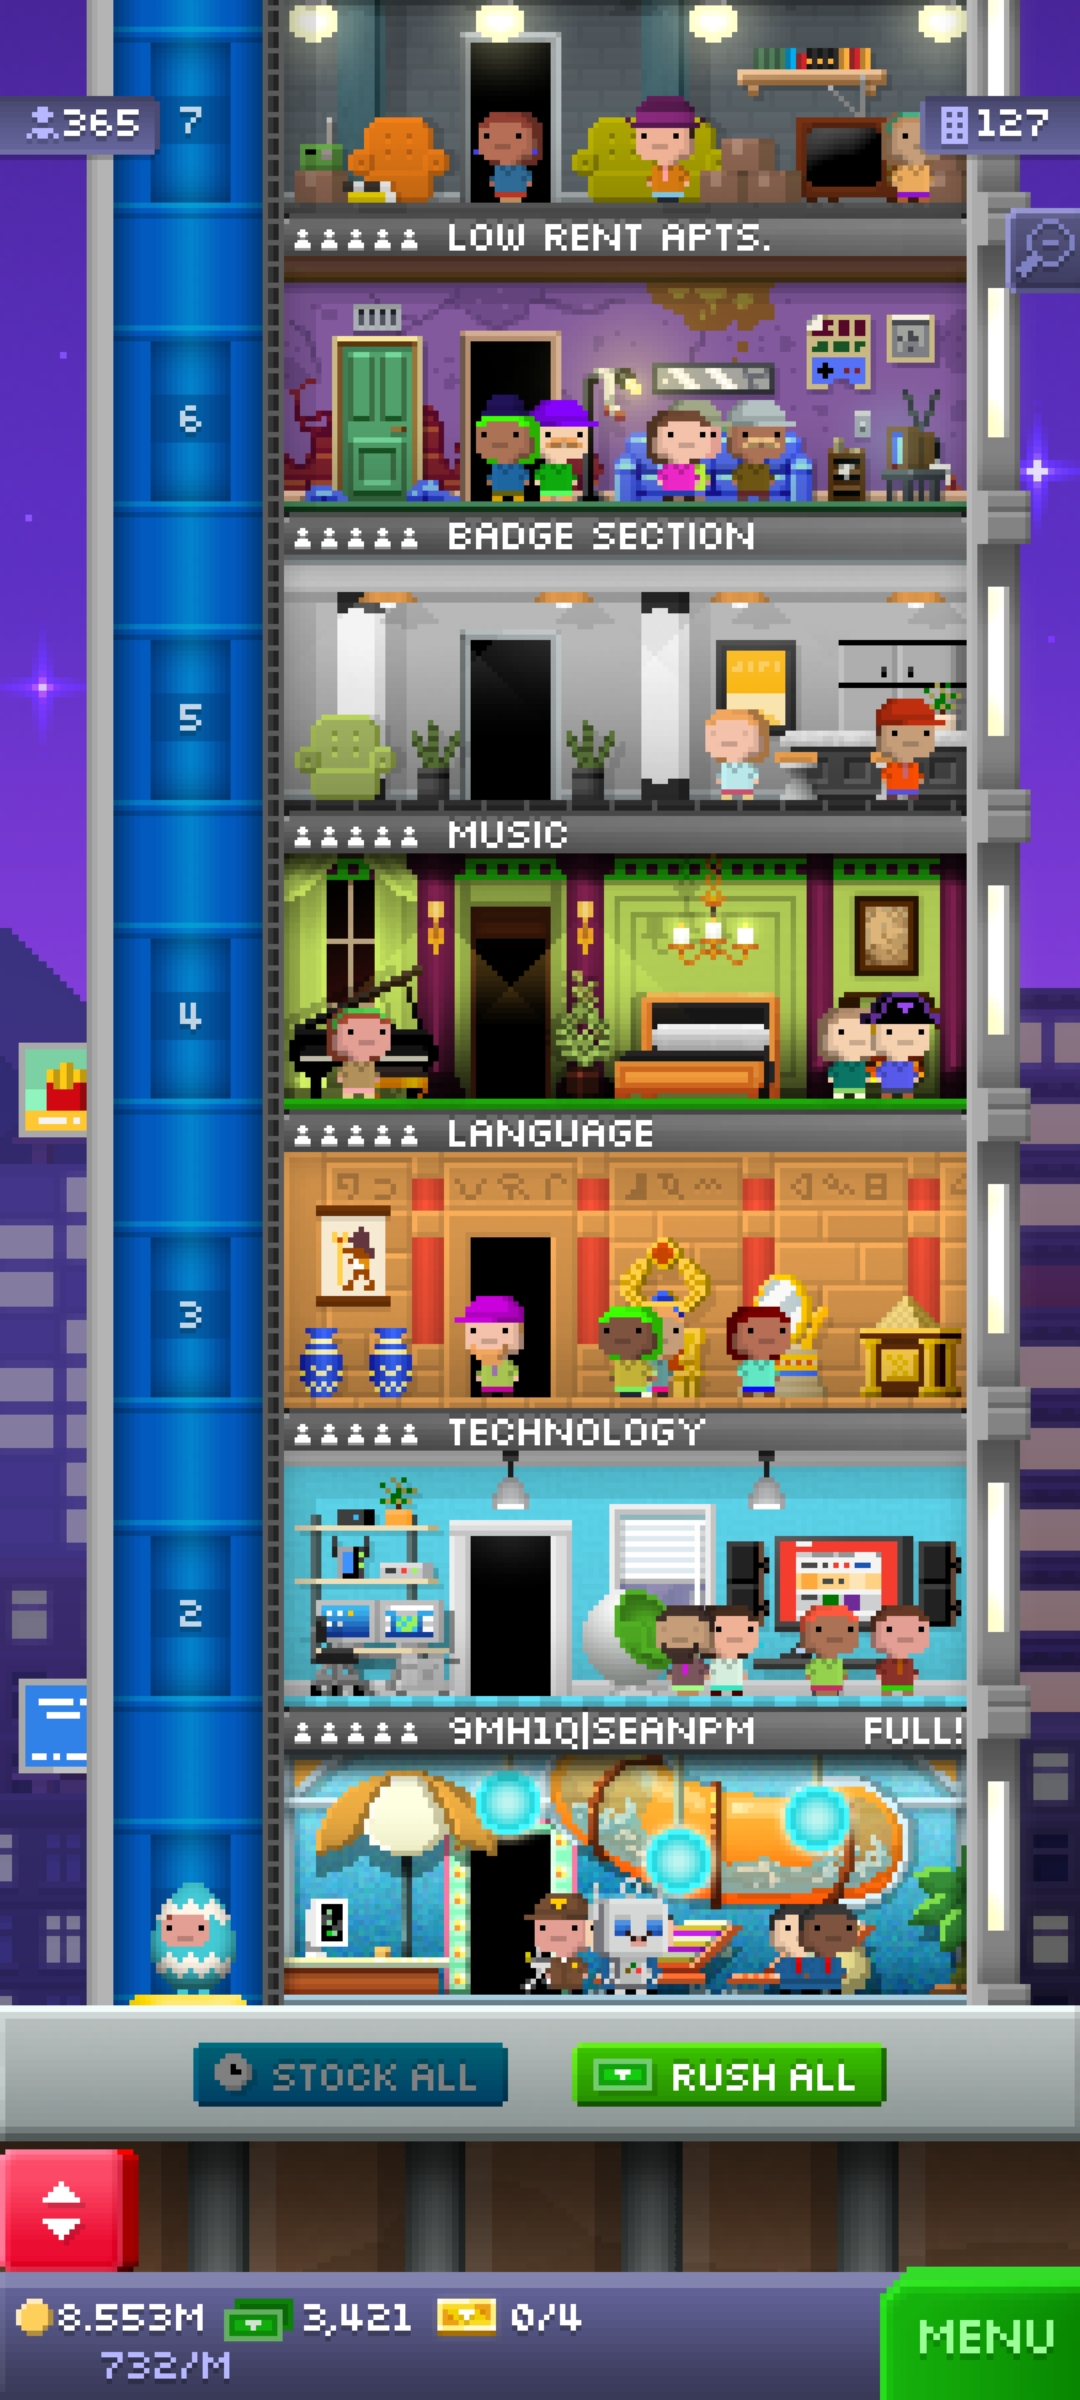 365
7
127
LOW RENT APTS.
6
BADGE SECTION
5
MUSIC
4
LANGUAGE
3
TECHNOLOGY
2
9MH1Q|SEANPM FULL!
STOCK ALL
RUSH ALL
8.553M
3,421
0/4
732/M
MENU